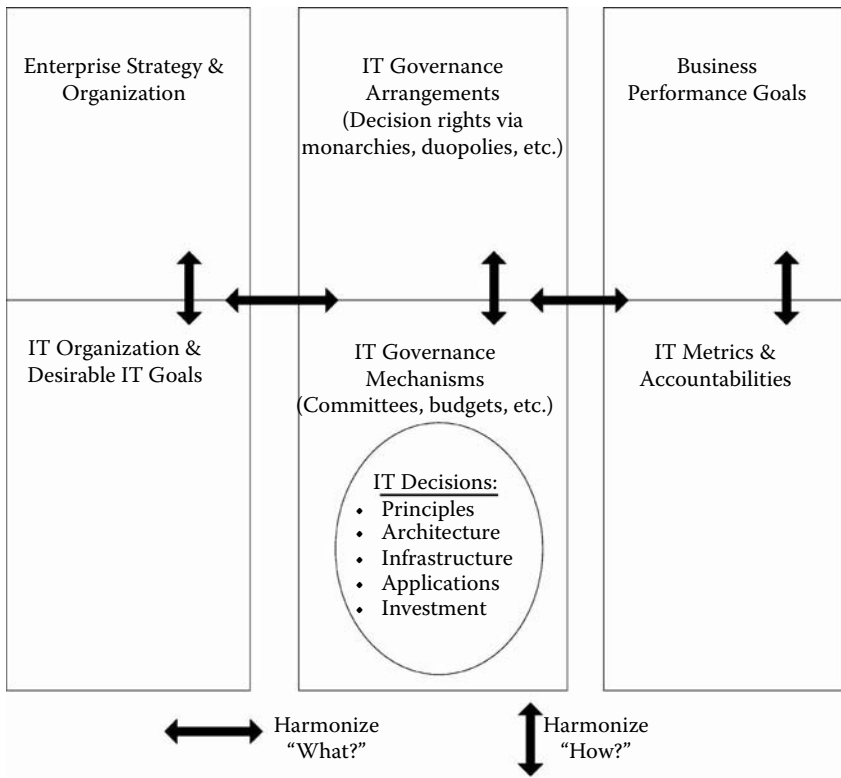 Enterprise Strategy &
Organization
IT Governance
Arrangements
(Decision rights via
monarchies, duopolies, etc.)
Business
Performance Goals
IT Organization &
Desirable IT Goals
IT Governance
Mechanisms
(Committees, budgets, etc.)
IT Decisions:
• Principles
• Architecture
• Infrastructure
• Applications
• Investment
IT Metrics &
Accountabilities
Harmonize
“What?”
Harmonize
“How?”